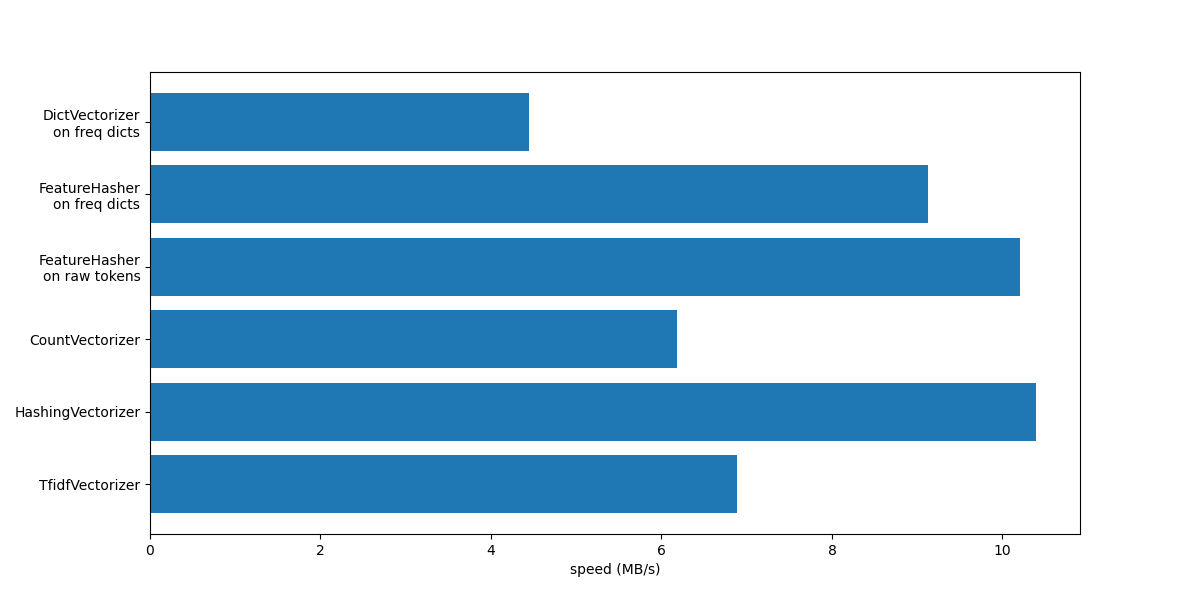 DictVectorizer
on freq dicts
FeatureHasher
on freq dicts
FeatureHasher
on raw tokens
CountVectorizer
HashingVectorizer
TfidfVectorizer
0 2 4 6 8 10
speed (MB/s)